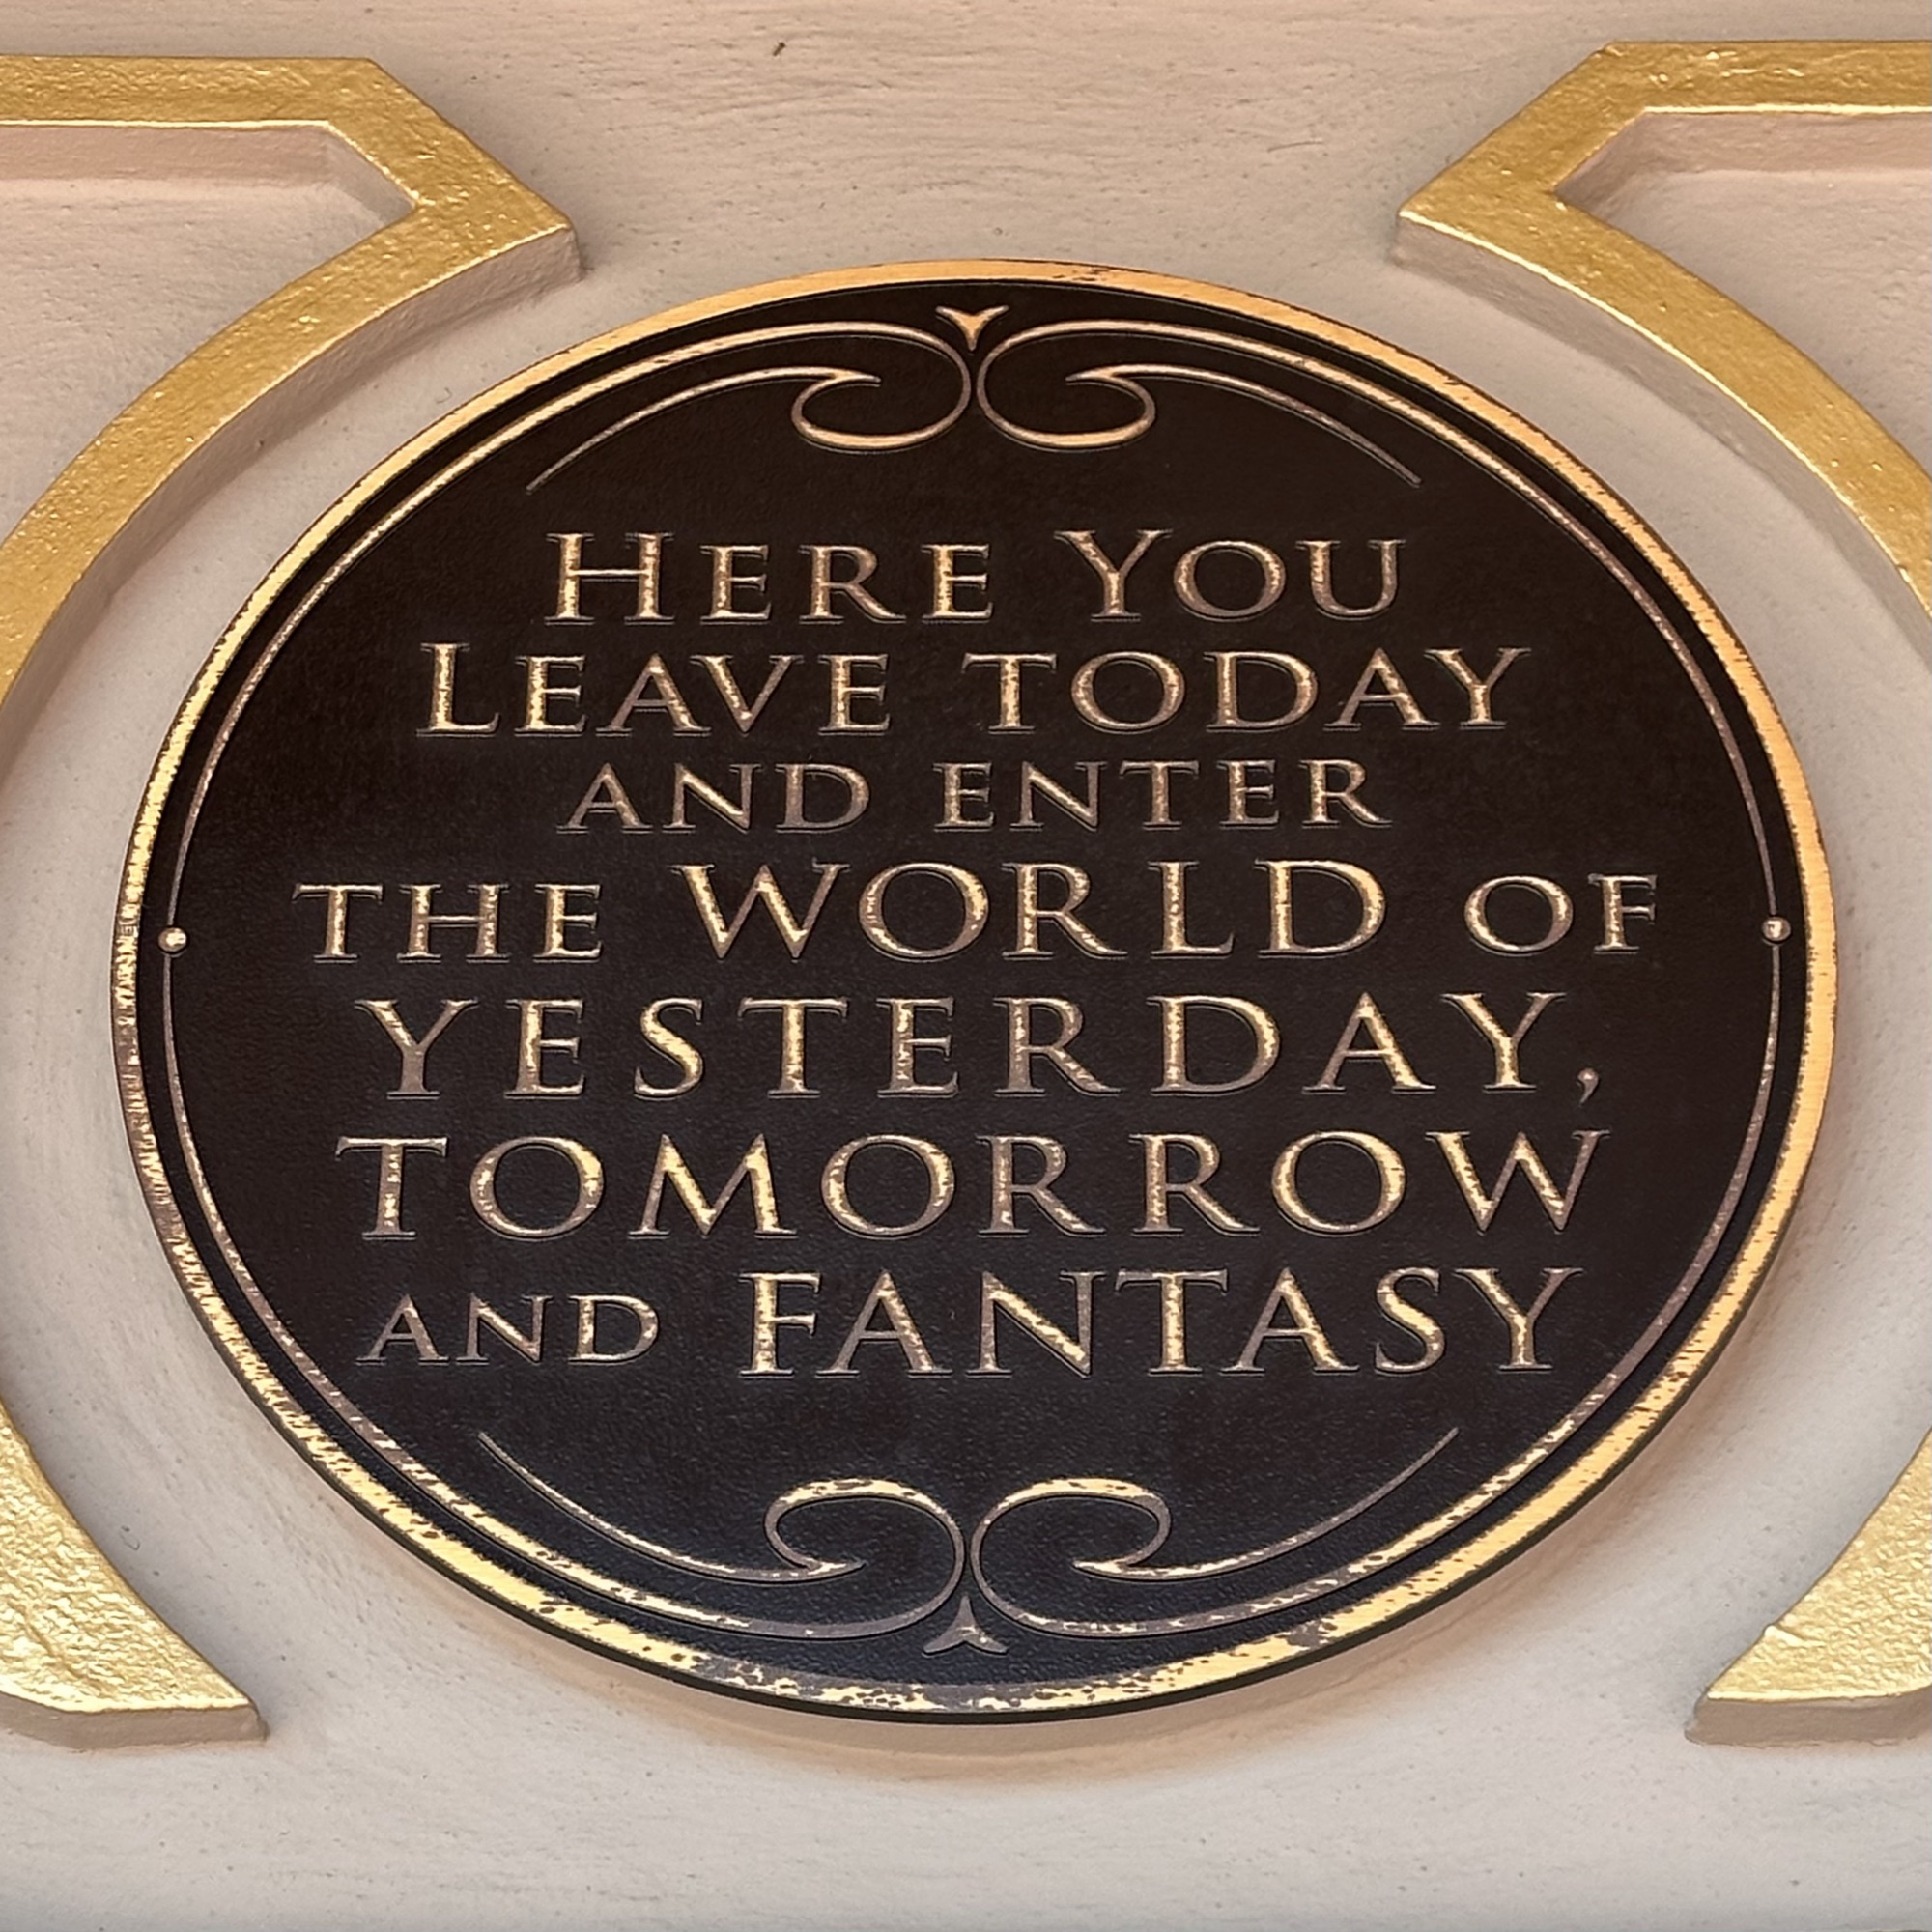 HERE YOU
LEAVE TODAY
AND ENTER
THE WORLD OF
YESTERDAY,
TOMORROW
AND FANTASY